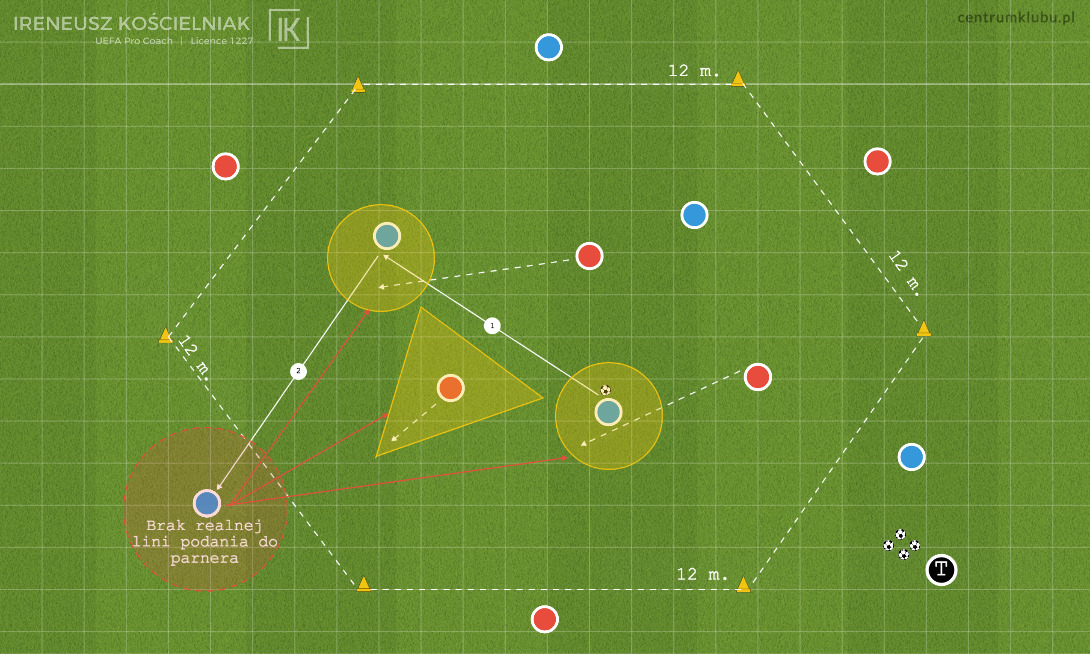 IRENEUSZ KOŚCIELNIAK
UEFA Pro Coach | Licence 1227
IK
centrumklubu.pl
12 m.
12 m.
1
12 m.
2
Brak realnej
lini podania do
parnera
12 m.
T